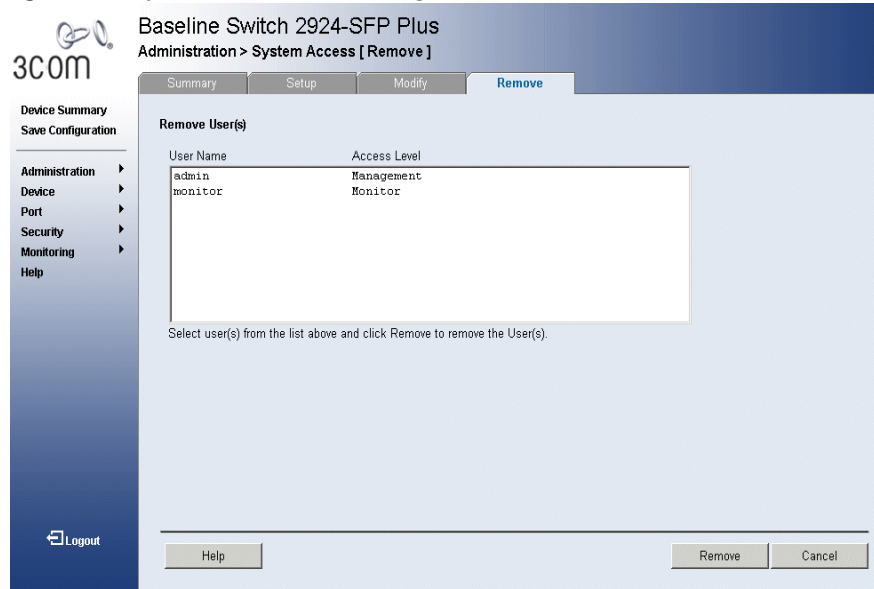 3COM
Baseline Switch 2924-SFP Plus
Administration > System Access [ Remove ]
Summary Setup Modify Remove
Device Summary
Save Configuration
Administration
Device
Port
Security
Monitoring
Help
Logout
Remove User(s)
User Name Access Level
admin Management
monitor Monitor
Select user(s) from the list above and click Remove to remove the User(s).
Help Remove Cancel